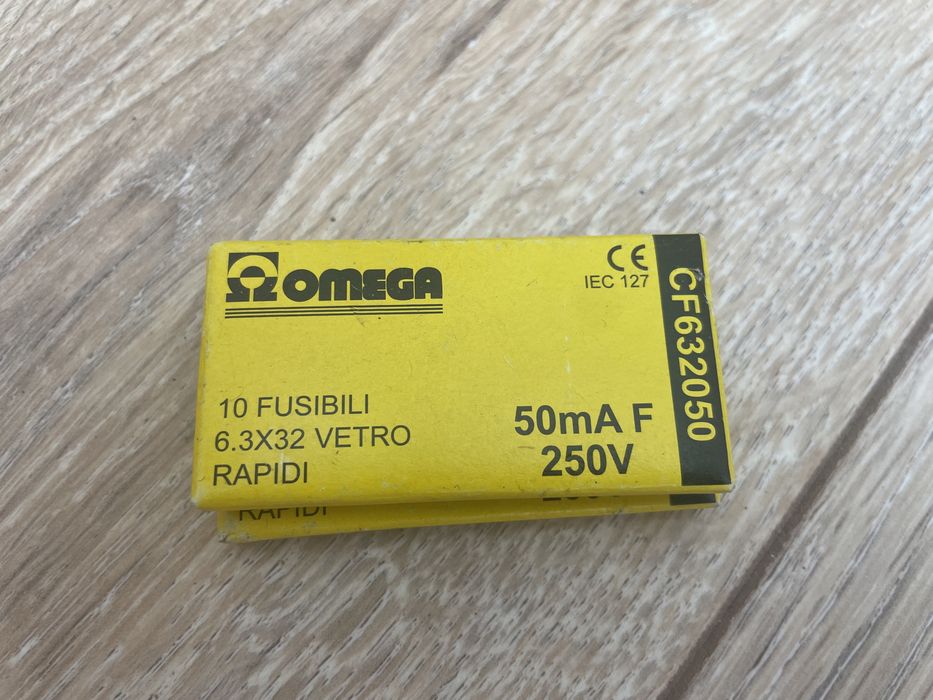 OMEGA
CE
IEC 127
10 FUSIBILI
6.3X32 VETRO
RAPIDI
50mA F
250V
CF632050
RAPIDI